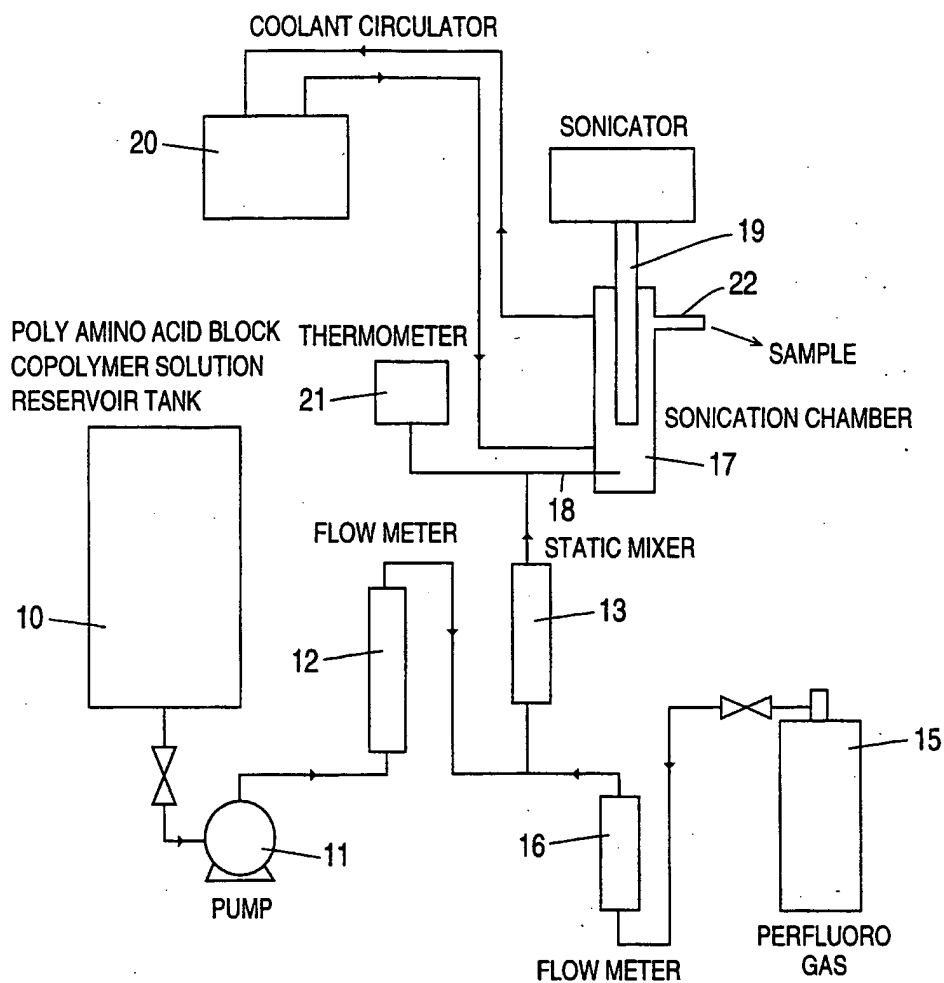 COOLANT CIRCULATOR
20
SONICATOR
19
22
SAMPLE
POLY AMINO ACID BLOCK
COPOLYMER SOLUTION
RESERVOIR TANK
THERMOMETER
21
SONICATION CHAMBER
17
18
FLOW METER
STATIC MIXER
10
12
13
15
11
PUMP
16
FLOW METER
PERFLUORO
GAS